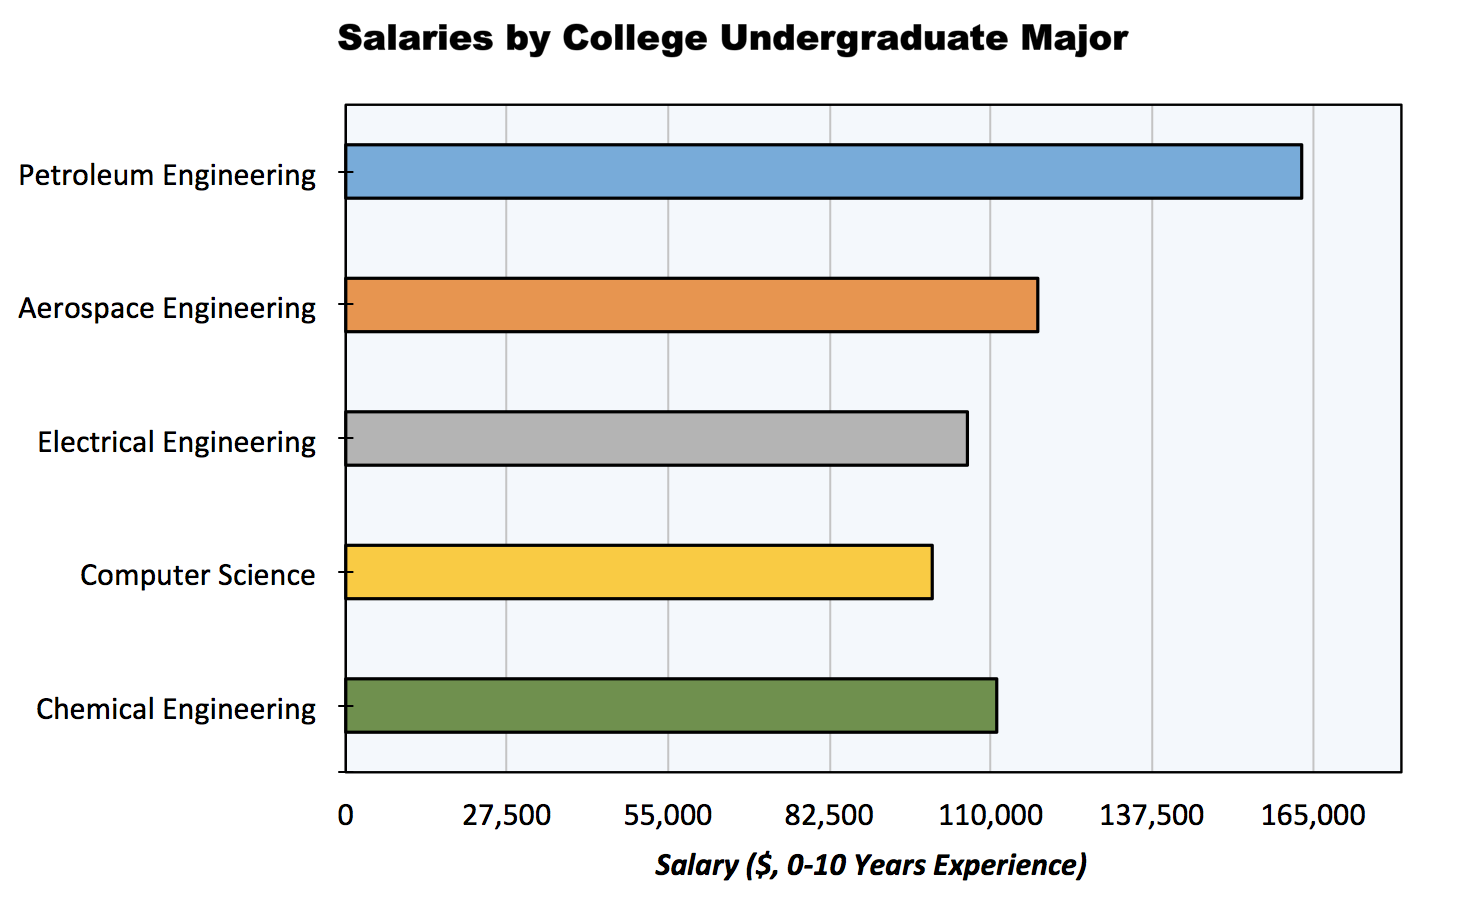 Salaries by College Undergraduate Major
Petroleum Engineering
Aerospace Engineering
Electrical Engineering
Computer Science
Chemical Engineering
0 27,500 55,000 82,500 110,000 137,500 165,000
Salary ($, 0-10 Years Experience)